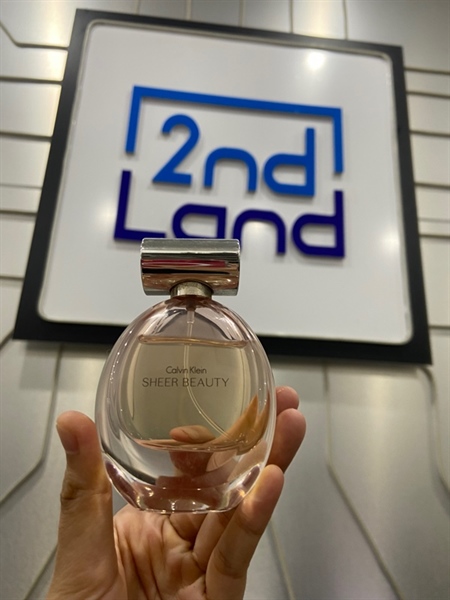 2nd
Land
Calvin Klein
SHEER BEAUTY